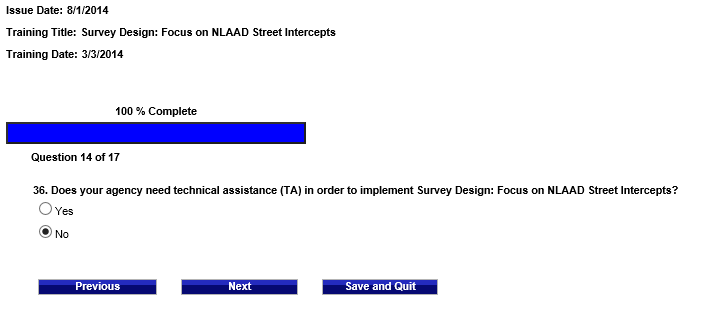 Issue Date: 8/1/2014
Training Title: Survey Design: Focus on NLAAD Street Intercepts
Training Date: 3/3/2014
100 % Complete
Question 14 of 17
36. Does your agency need technical assistance (TA) in order to implement Survey Design: Focus on NLAAD Street Intercepts?
Yes
No
Previous Next Save and Quit